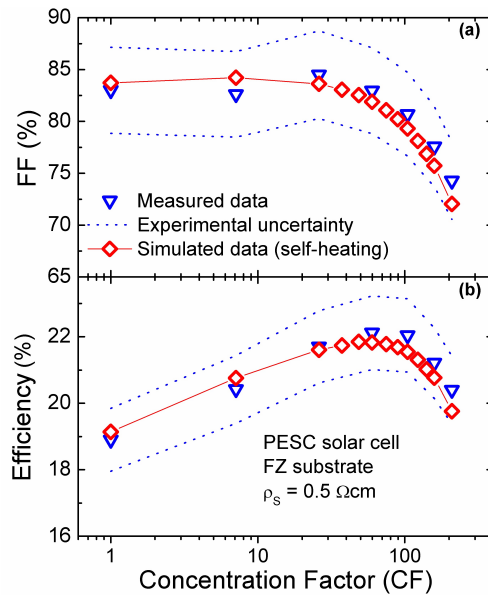 90
(a)
85
80
FF (%)
75
Measured data
Experimental uncertainty
70
Simulated data (self-heating)
65
(b)
22
Efficiency (%)
20
PESC solar cell
FZ substrate
18
ρS = 0.5 Ωcm
16
1 10 100
Concentration Factor (CF)